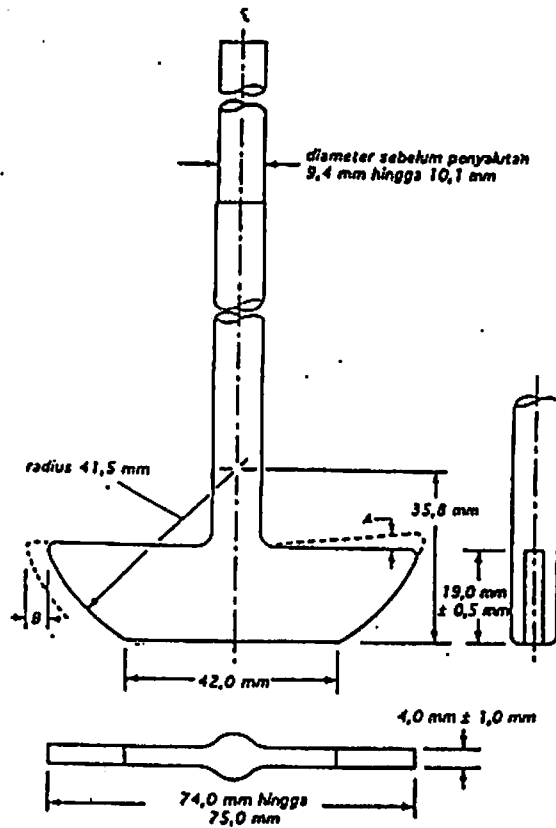 diameter sebelum penyalutan
9,4 mm hingga 10,1 mm
radius 41,5 mm
A
35,8 mm
19,0 mm
± 0,5 mm
B
42,0 mm
4,0 mm ± 1,0 mm
74,0 mm hingga
75,0 mm